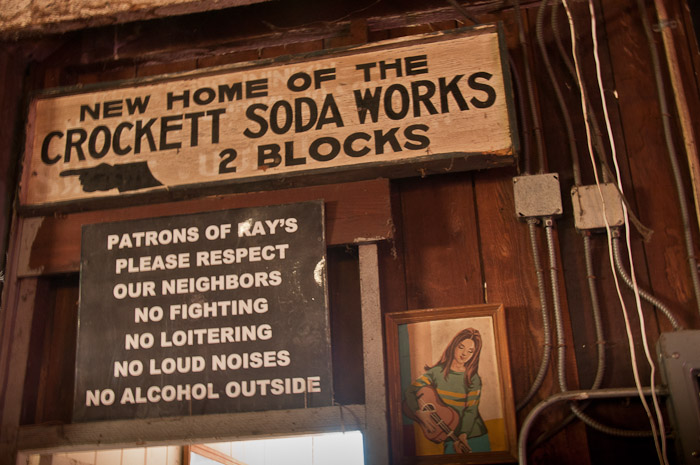 NEW HOME OF THE
CROCKETT SODA WORKS
2 BLOCKS
PATRONS OF RAY'S
PLEASE RESPECT
OUR NEIGHBORS
NO FIGHTING
NO LOITERING
NO LOUD NOISES
NO ALCOHOL OUTSIDE